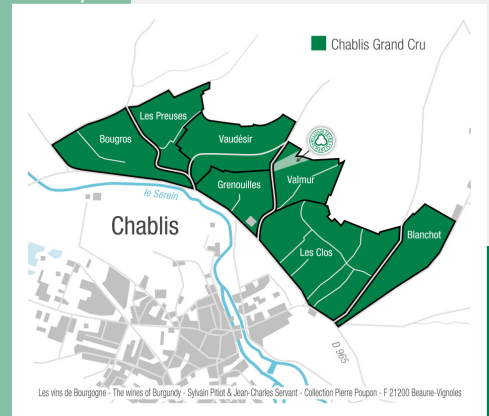 Chablis Grand Cru
Les Preuses
Bougros
Vaudésir
Grenouilles
Valmur
le Serein
Chablis
Les Clos
Blanchot
D 965
Les vins de Bourgogne - The wines of Burgundy - Sylvain Pitiot & Jean-Charles Servant - Collection Pierre Poupon - F 21200 Beaune-Vignoles